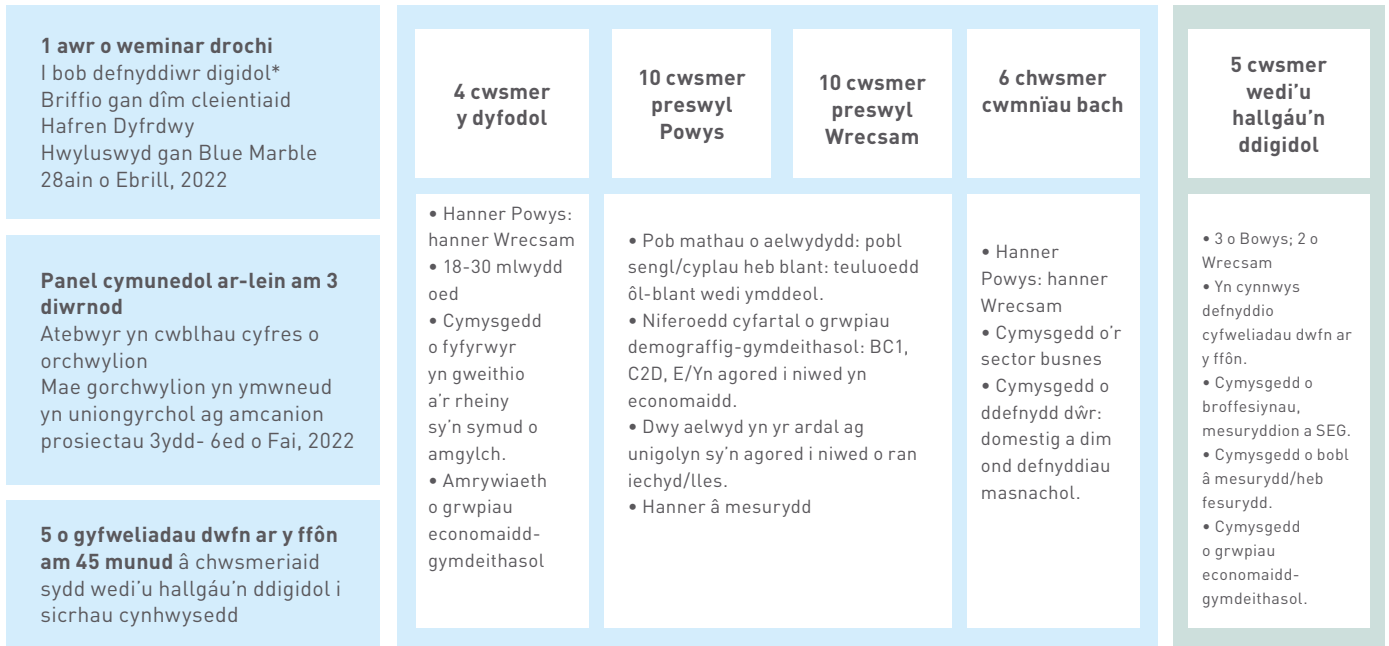 1 awr o weminar drochi
I bob defnyddiwr digidol*
Briffio gan dîm cleientiaid
Hafren Dyfrdwy
Hwyluswyd gan Blue Marble
28ain o Ebrill, 2022
Panel cymunedol ar-lein am 3
diwrnod
Atebwyr yn cwblhau cyfres o
orchwylion
Mae gorchwylion yn ymwneud
yn uniongyrchol ag amcanion
prosiectau 3ydd- 6ed o Fai, 2022
5 o gyfweliadau dwfn ar y ffôn
am 45 munud â chwsmeriaid
sydd wedi'u hallgáu'n ddigidol i
sicrhau cynhwysedd
4 cwsmer
y dyfodol
• Hanner Powys:
hanner Wrecsam
• 18-30 mlwydd
oed
• Cymysgedd
o fyfyrwyr
yn gweithio
a'r rheiny
sy'n symud o
amgylch.
• Amrywiaeth
o grwpiau
economaidd-
gymdeithasol
10 cwsmer
preswyl
Powys
10 cwsmer
preswyl
Wrecsam
• Pob mathau o aelwydydd: pobl
sengl/cyplau heb blant: teuluoedd
ôl-blant wedi ymddeol.
• Niferoedd cyfartal o grwpiau
demograffig-gymdeithasol: BC1,
C2D, E/Yn agored i niwed yn
economaidd.
• Dwy aelwyd yn yr ardal ag
unigolyn sy'n agored i niwed o ran
iechyd/lles.
• Hanner â mesurydd
6 chwsmer
cwmnïau bach
• Hanner
Powys: hanner
Wrecsam
• Cymysgedd o'r
sector busnes
• Cymysgedd o
ddefnydd dŵr:
domestig a dim
ond defnyddiau
masnachol.
5 cwsmer
wedi'u
hallgáu'n
ddigidol
• 3 o Bowys; 2 o
Wrecsam
• Yn cynnwys
defnyddio
cyfweliadau dwfn ar
y ffôn.
• Cymysgedd o
broffesiynau,
mesuryddion a SEG.
• Cymysgedd o bobl
â mesurydd/heb
fesurydd.
• Cymysgedd
o grwpiau
economaidd-
gymdeithasol.